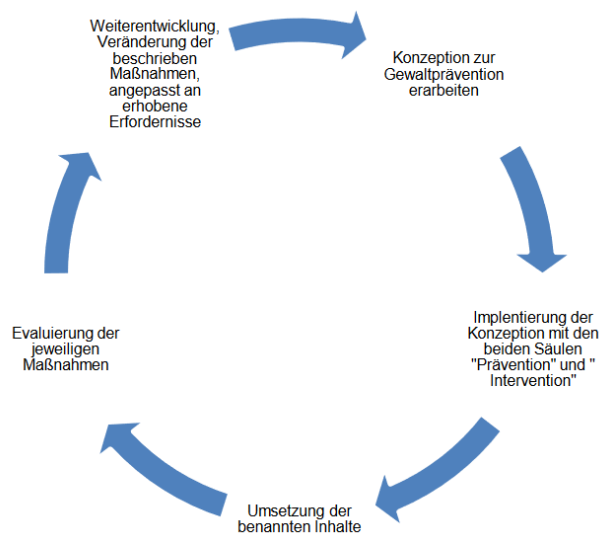 Weiterentwicklung,
Veränderung der
beschrieben
Maßnahmen,
angepasst an
erhobene
Erfordernisse
Konzeption zur
Gewaltprävention
erarbeiten
Implentierung der
Konzeption mit den
beiden Säulen
"Prävention" und "
Intervention"
Umsetzung der
benannten Inhalte
Evaluierung der
jeweiligen
Maßnahmen